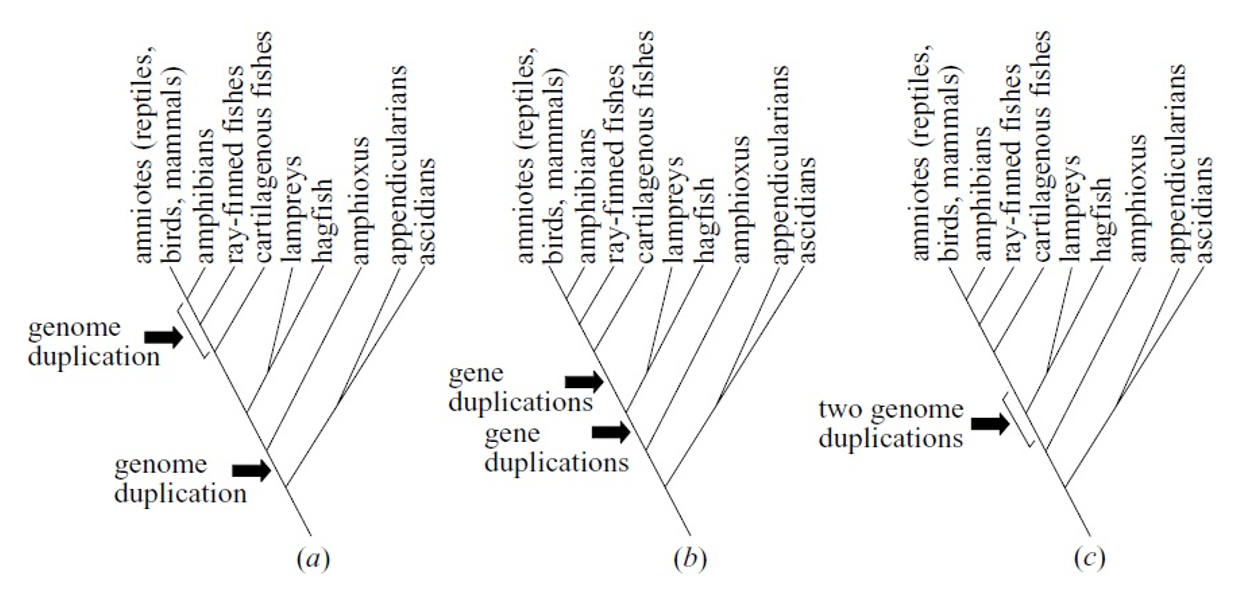 amniotes (reptiles,
birds, mammals)
amphibians
ray-finned fishes
cartilagenous fishes
lampreys
hagfish
amphioxus
appendicularians
ascidians
genome
duplication
genome
duplication
(a)
amniotes (reptiles,
birds, mammals)
amphibians
ray-finned fishes
cartilagenous fishes
lampreys
hagfish
amphioxus
appendicularians
ascidians
gene
duplications
gene
duplications
(b)
amniotes (reptiles,
birds, mammals)
amphibians
ray-finned fishes
cartilagenous fishes
lampreys
hagfish
amphioxus
appendicularians
ascidians
two genome
duplications
(c)